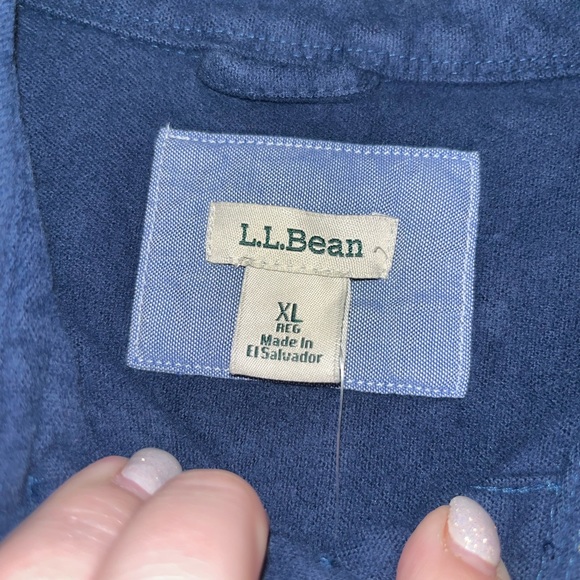 L.L.Bean
XL
REG
Made In
El Salvador